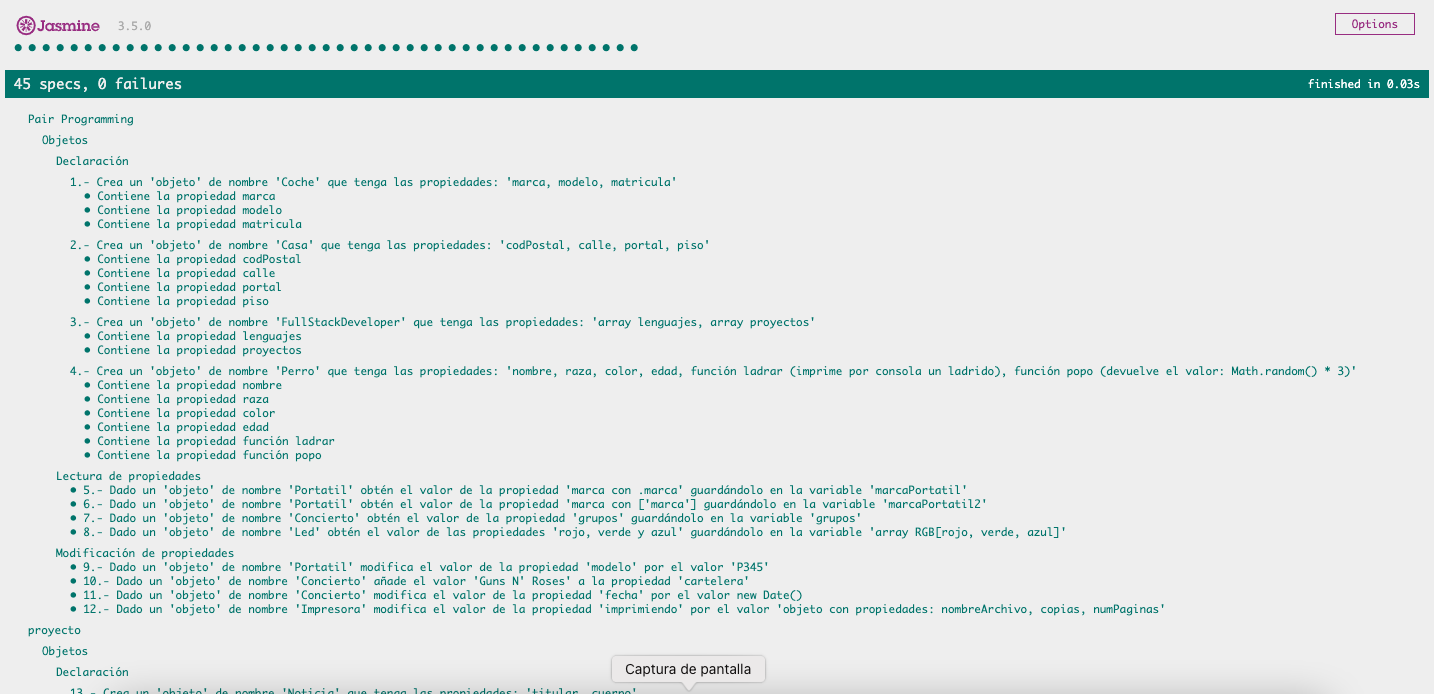 Jasmine 3.5.0 Options
45 specs, 0 failures finished in 0.03s
Pair Programming
Objetos
Declaración
1.- Crea un 'objeto' de nombre 'Coche' que tenga las propiedades: 'marca, modelo, matricula'
• Contiene la propiedad marca
• Contiene la propiedad modelo
• Contiene la propiedad matricula
2.- Crea un 'objeto' de nombre 'Casa' que tenga las propiedades: 'codPostal, calle, portal, piso'
• Contiene la propiedad codPostal
• Contiene la propiedad calle
• Contiene la propiedad portal
• Contiene la propiedad piso
3.- Crea un 'objeto' de nombre 'FullStackDeveloper' que tenga las propiedades: 'array lenguajes, array proyectos'
• Contiene la propiedad lenguajes
• Contiene la propiedad proyectos
4.- Crea un 'objeto' de nombre 'Perro' que tenga las propiedades: 'nombre, raza, color, edad, función ladrar (imprime por consola un ladrido), función popo (devuelve el valor: Math.random() * 3)'
• Contiene la propiedad nombre
• Contiene la propiedad raza
• Contiene la propiedad color
• Contiene la propiedad edad
• Contiene la propiedad función ladrar
• Contiene la propiedad función popo
Lectura de propiedades
• 5.- Dado un 'objeto' de nombre 'Portatil' obtén el valor de la propiedad 'marca con .marca' guardándolo en la variable 'marcaPortatil'
• 6.- Dado un 'objeto' de nombre 'Portatil' obtén el valor de la propiedad 'marca con ['marca'] guardándolo en la variable 'marcaPortatil2'
• 7.- Dado un 'objeto' de nombre 'Concierto' obtén el valor de la propiedad 'grupos' guardándolo en la variable 'grupos'
• 8.- Dado un 'objeto' de nombre 'Led' obtén el valor de las propiedades 'rojo, verde y azul' guardándolo en la variable 'array RGB[rojo, verde, azul]'
Modificación de propiedades
• 9.- Dado un 'objeto' de nombre 'Portatil' modifica el valor de la propiedad 'modelo' por el valor 'P345'
• 10.- Dado un 'objeto' de nombre 'Concierto' añade el valor 'Guns N' Roses' a la propiedad 'cartelera'
• 11.- Dado un 'objeto' de nombre 'Concierto' modifica el valor de la propiedad 'fecha' por el valor new Date()
• 12.- Dado un 'objeto' de nombre 'Impresora' modifica el valor de la propiedad 'imprimiendo' por el valor 'objeto con propiedades: nombreArchivo, copias, numPaginas'
proyecto
Objetos
Declaración
Captura de pantalla
13.- Crea un 'objeto' de nombre 'Noticia' que tenga las propiedades: 'titular, cuerpo'